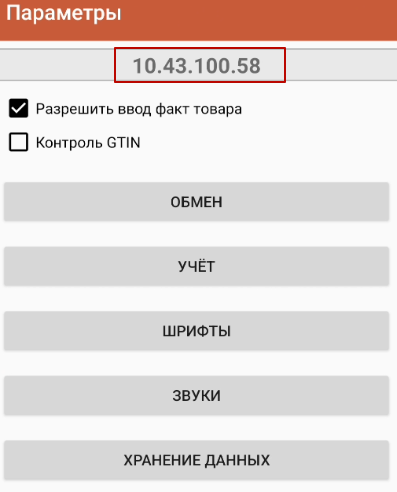 Параметры
10.43.100.58
Разрешить ввод факт товара
Контроль GTIN
ОБМЕН
УЧЁТ
ШРИФТЫ
ЗВУКИ
ХРАНЕНИЕ ДАННЫХ